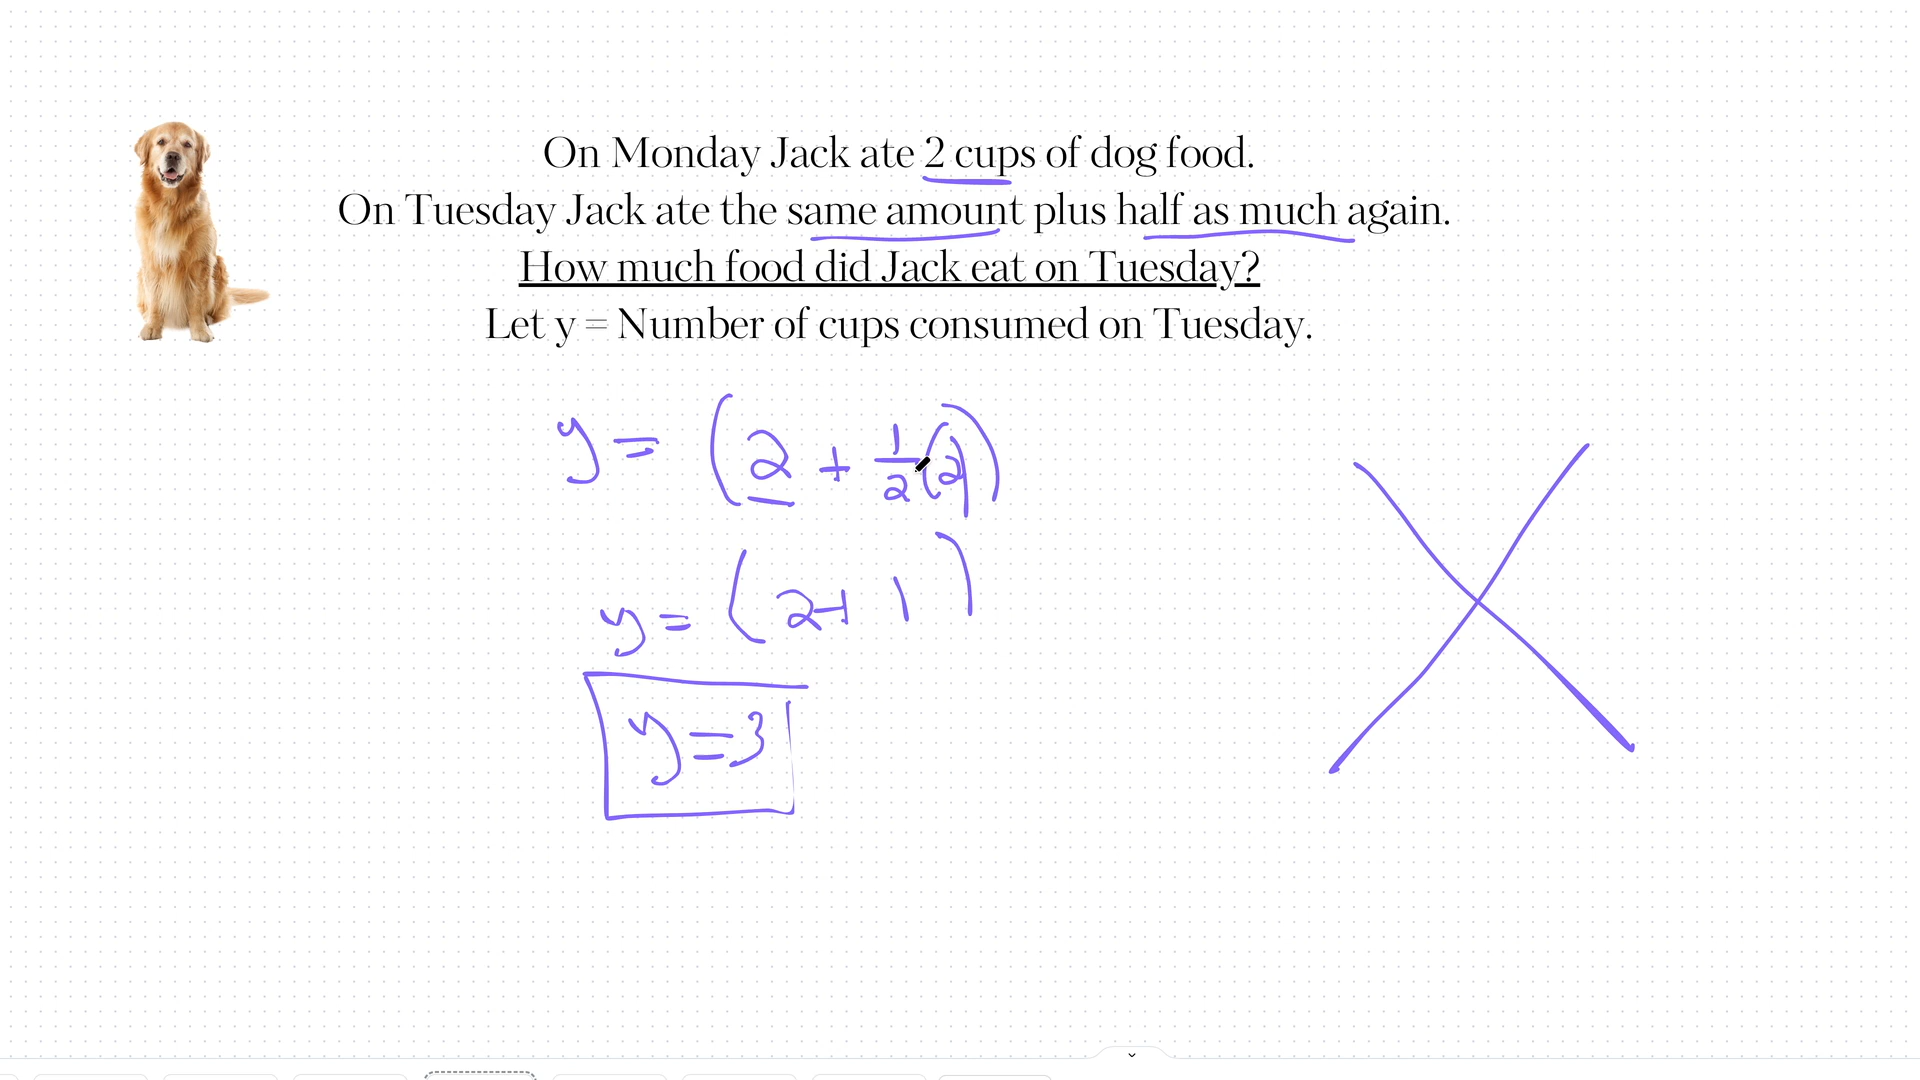 On Monday Jack ate 2 cups of dog food.
On Tuesday Jack ate the same amount plus half as much again.
How much food did Jack eat on Tuesday?
Let y = Number of cups consumed on Tuesday.
y = (2 + 1/2(2))
y = (2+1)
y=3